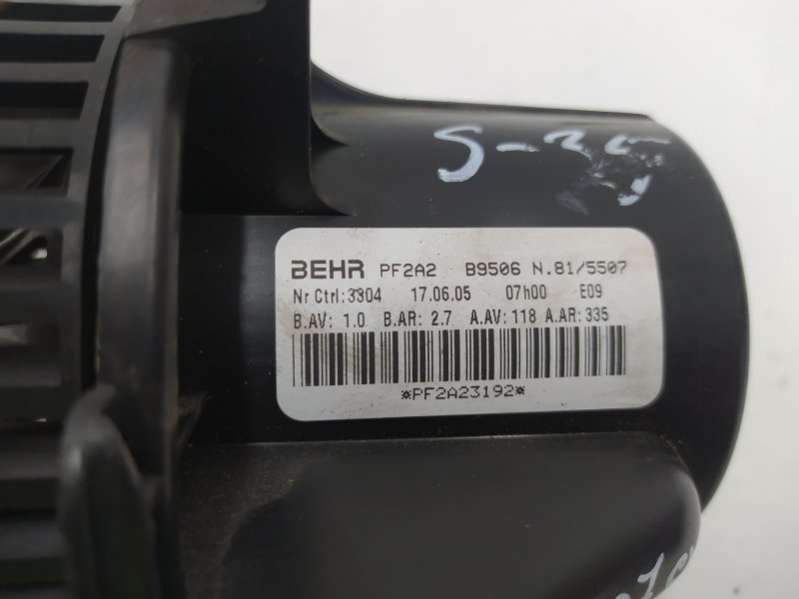 BEHR PF2A2 B9506 N.81/5507
Nr Ctrl:3304 17.06.05 07h00 E09
B.AV: 1.0 B.AR: 2.7 A.AV:118 A.AR:335
*PF2A23192*